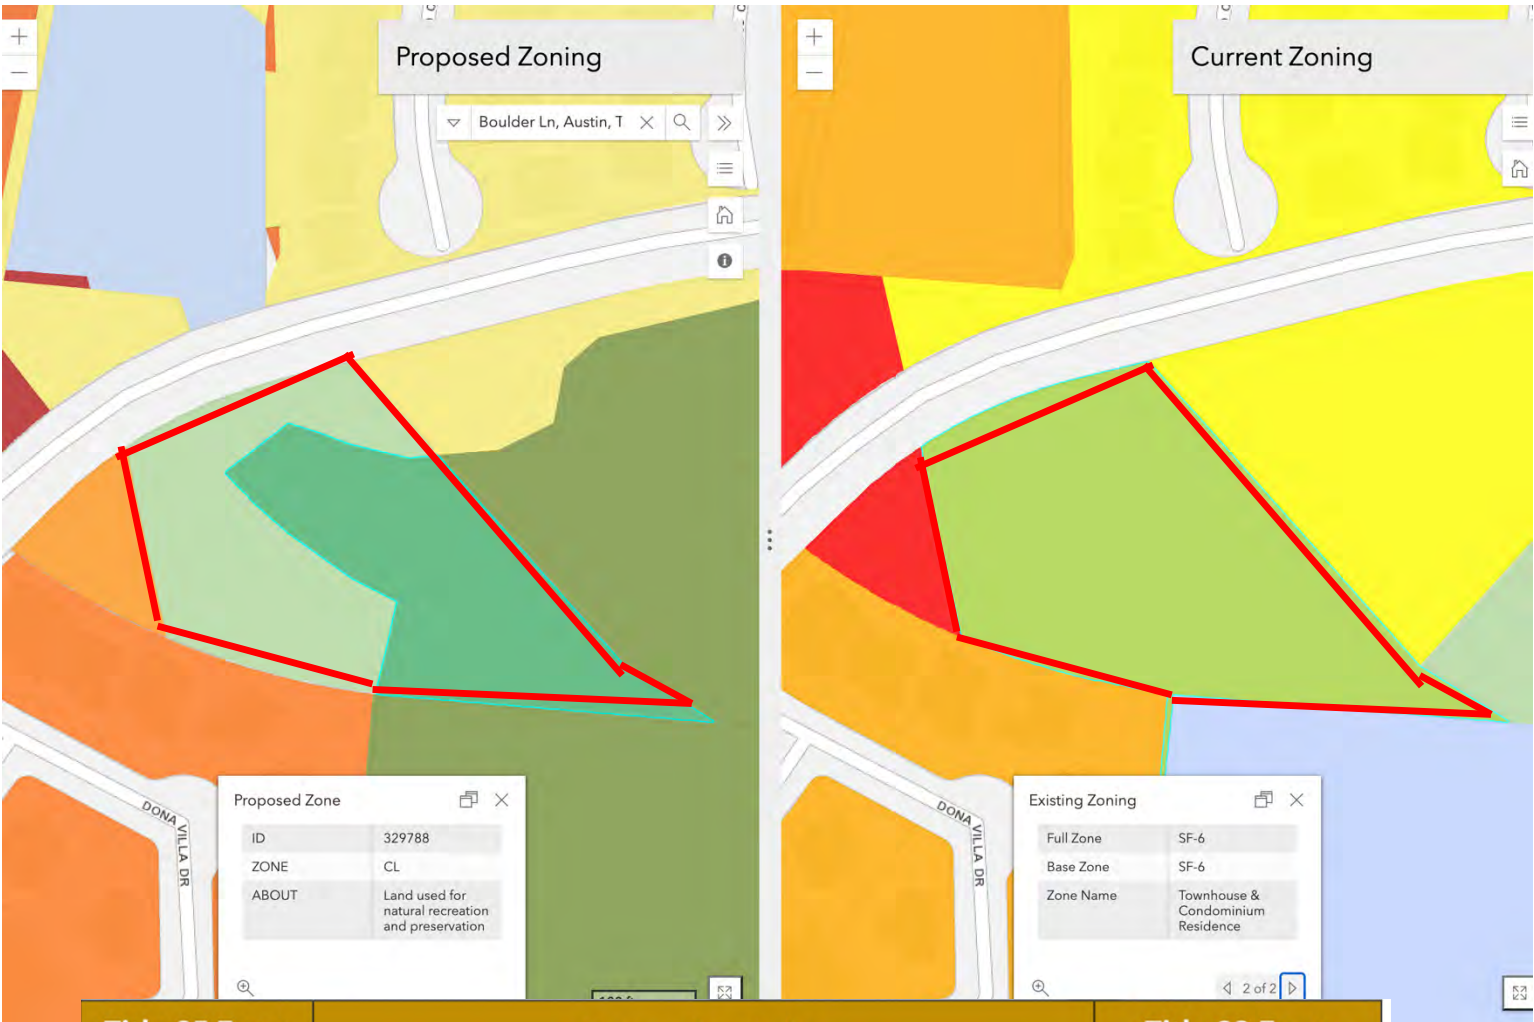 Proposed Zoning
Boulder Ln, Austin, T
Current Zoning
DONA VILLA DR
DONA VILLA DR
Proposed Zone
ID 329788
ZONE CL
ABOUT Land used for
natural recreation
and preservation
Existing Zoning
Full Zone SF-6
Base Zone SF-6
Zone Name Townhouse &
Condominium
Residence
2 of 2